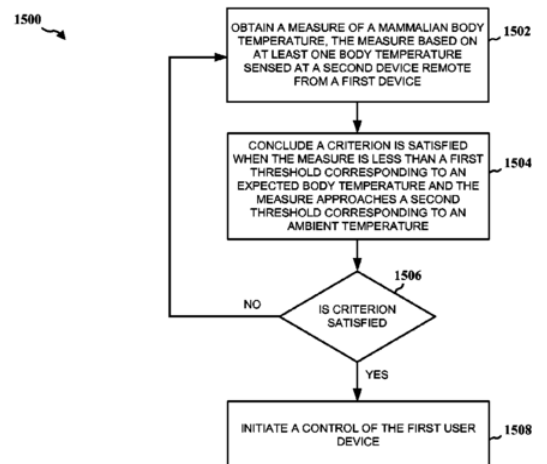 1500
OBTAIN A MEASURE OF A MAMMALIAN BODY
TEMPERATURE, THE MEASURE BASED ON
AT LEAST ONE BODY TEMPERATURE
SENSED AT A SECOND DEVICE REMOTE
FROM A FIRST DEVICE
1502
CONCLUDE A CRITERION IS SATISFIED
WHEN THE MEASURE IS LESS THAN A FIRST
THRESHOLD CORRESPONDING TO AN
EXPECTED BODY TEMPERATURE AND THE
MEASURE APPROACHES A SECOND
THRESHOLD CORRESPONDING TO AN
AMBIENT TEMPERATURE
1504
1506
NO
IS CRITERION
SATISFIED
YES
INITIATE A CONTROL OF THE FIRST USER
DEVICE
1508